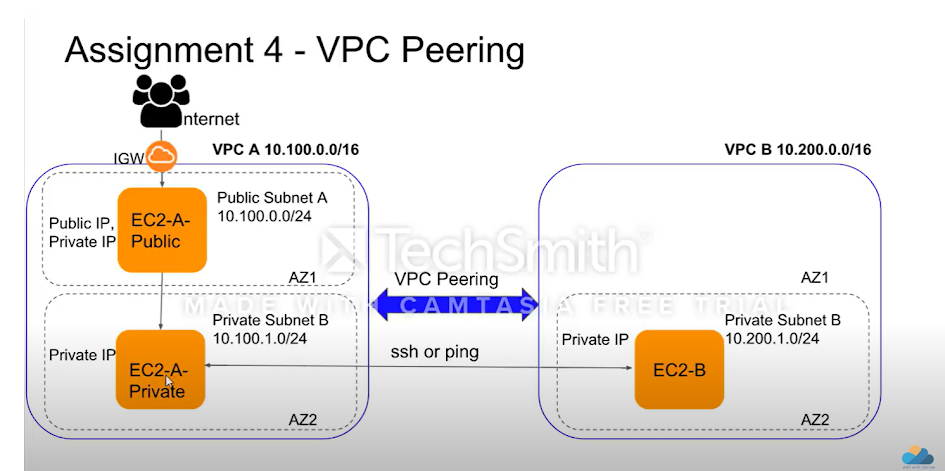 Assignment 4 - VPC Peering
nternet
IGW
VPC A 10.100.0.0/16
VPC B 10.200.0.0/16
Public Subnet A
10.100.0.0/24
EC2-A-
Public
Public IP,
Private IP
AZ1
AZ1
TechSmith
MADE WITH CAMTASIA FREE TRIAL
VPC Peering
Private Subnet B
10.100.1.0/24
Private IP
EC2-A-
Private
AZ2
ssh or ping
Private Subnet B
10.200.1.0/24
Private IP
EC2-B
AZ2